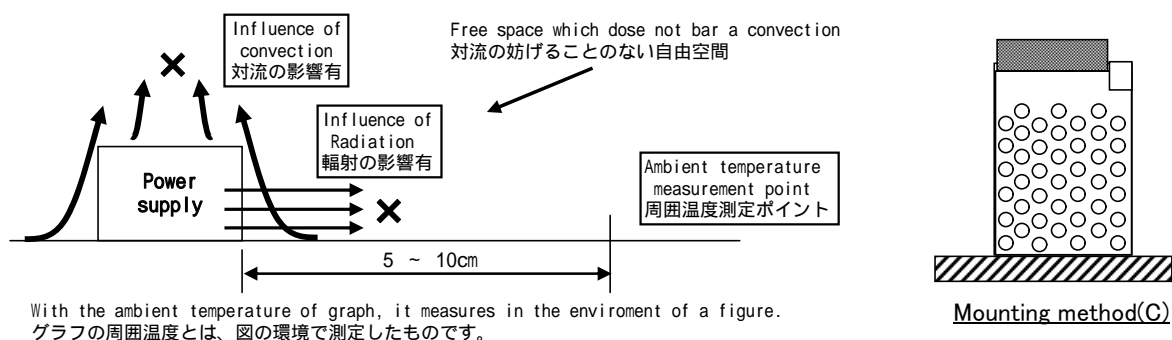 Influence of
convection
対流の影響有
Free space which dose not bar a convection
対流の妨げることのない自由空間
Influence of
Radiation
輻射の影響有
Power
supply
Ambient temperature
measurement point
周囲温度測定ポイント
5 ~ 10cm
With the ambient temperature of graph, it measures in the enviroment of a figure.
グラフの周囲温度とは、図の環境で測定したものです。
Mounting method(C)